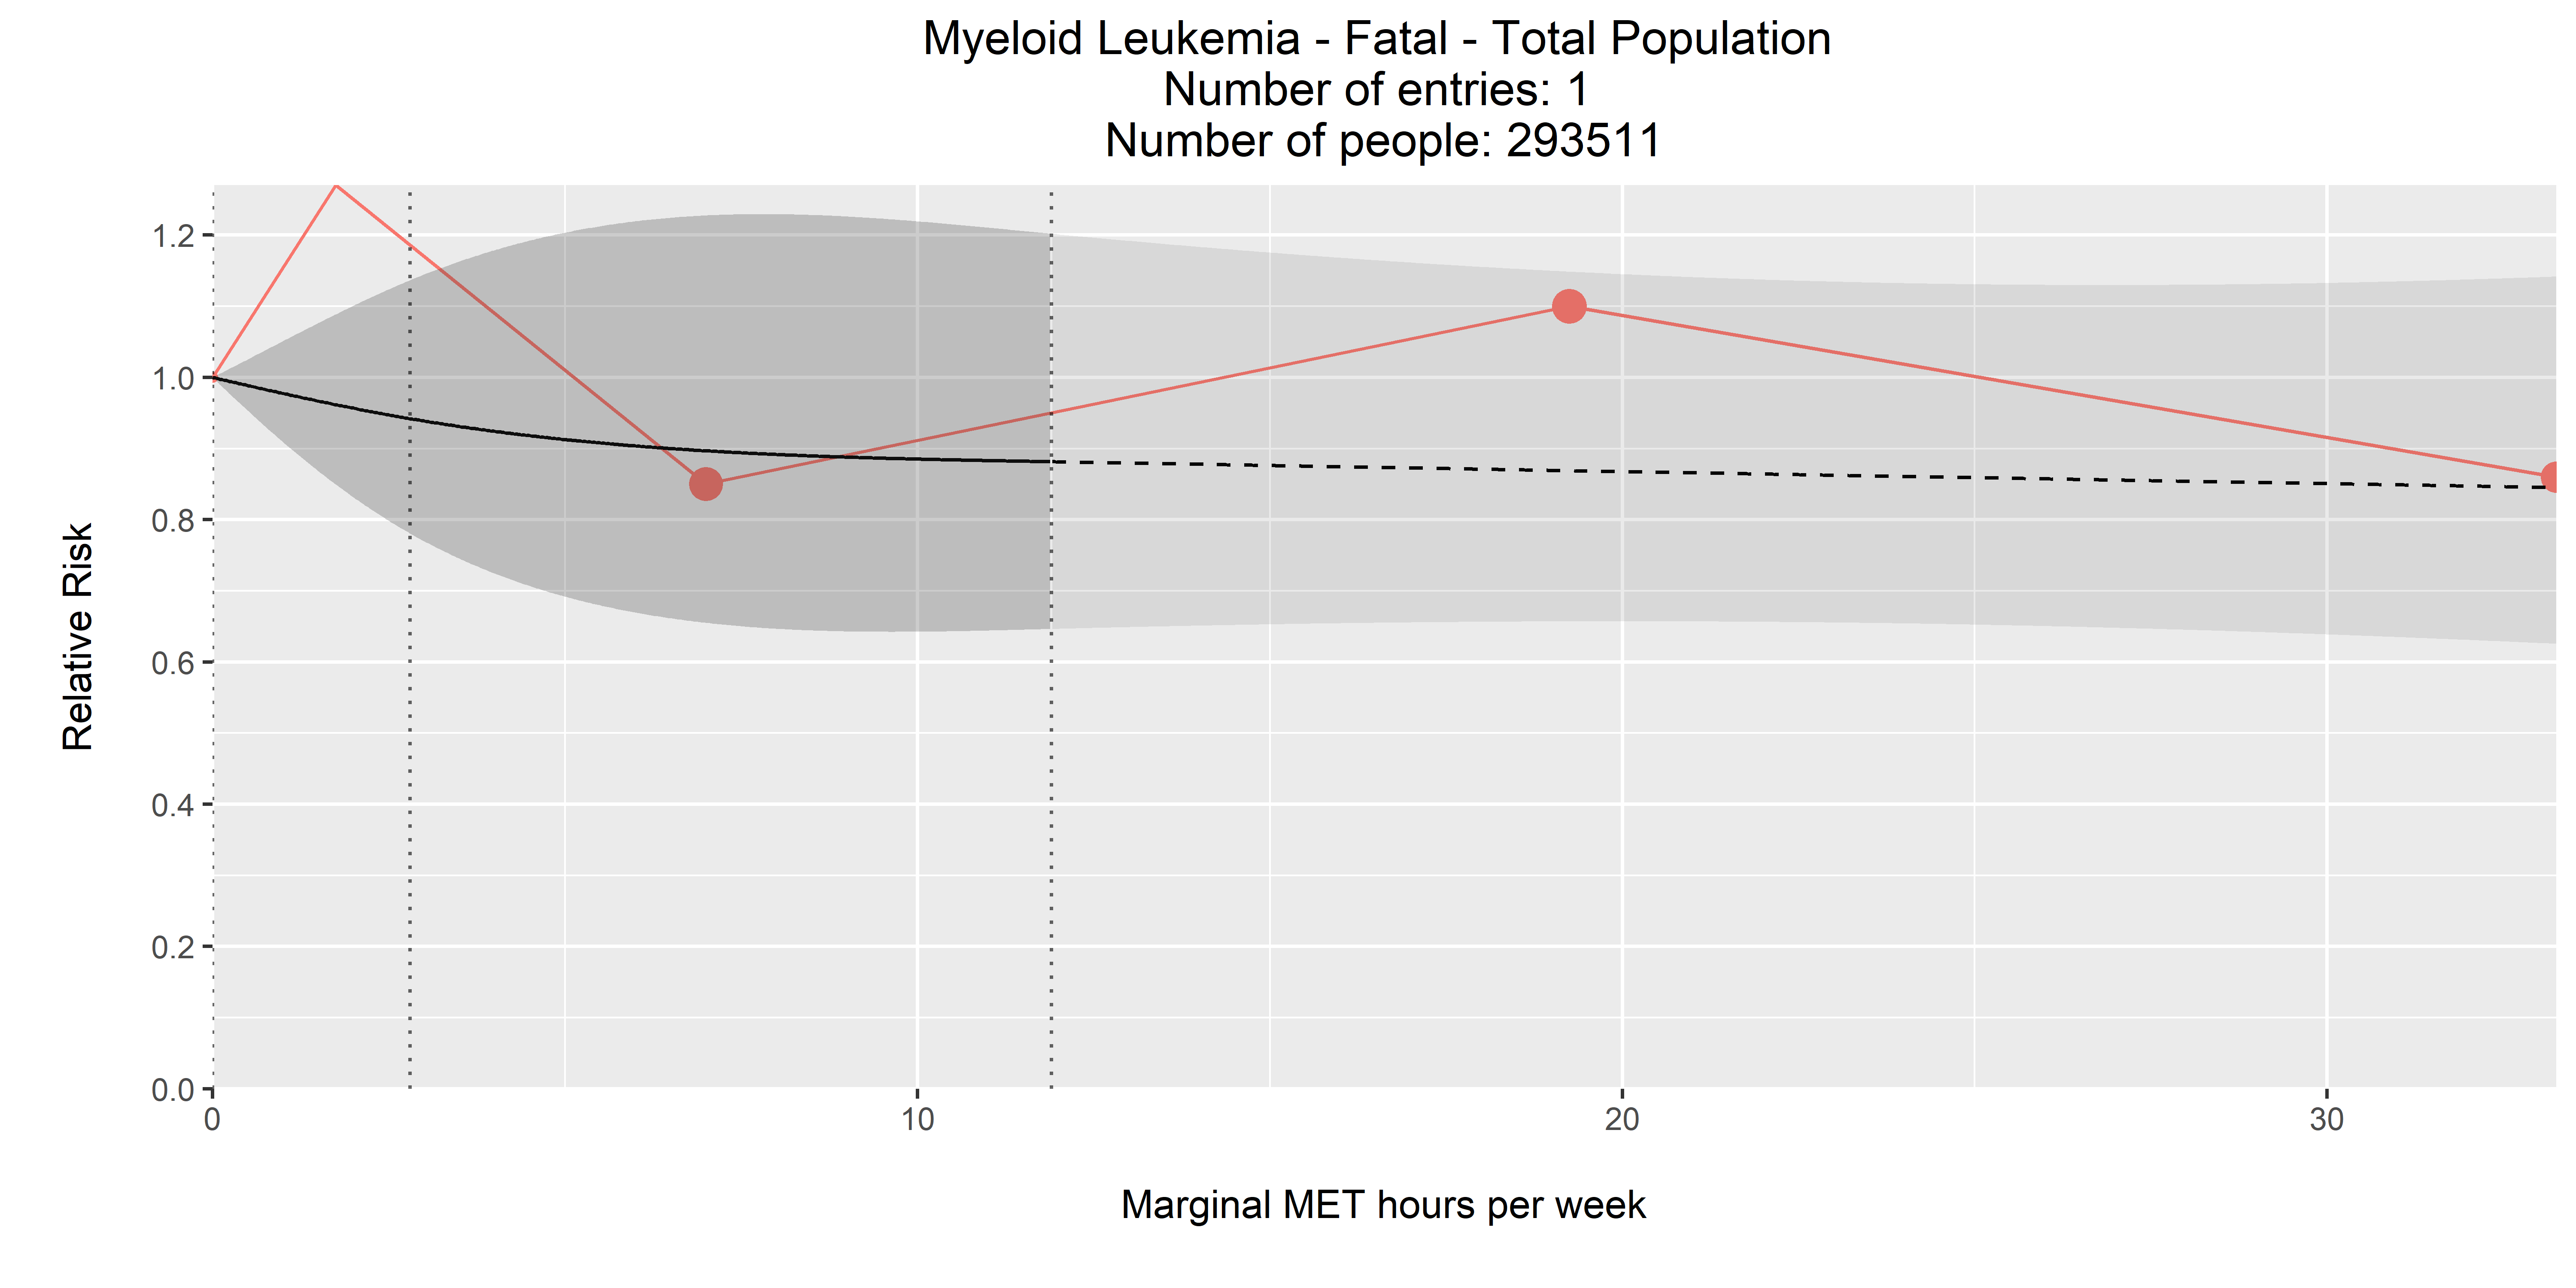 Myeloid Leukemia - Fatal - Total Population
Number of entries: 1
Number of people: 293511
Relative Risk
1.2
1.0
0.8
0.6
0.4
0.2
0.0
0
10
20
30
Marginal MET hours per week